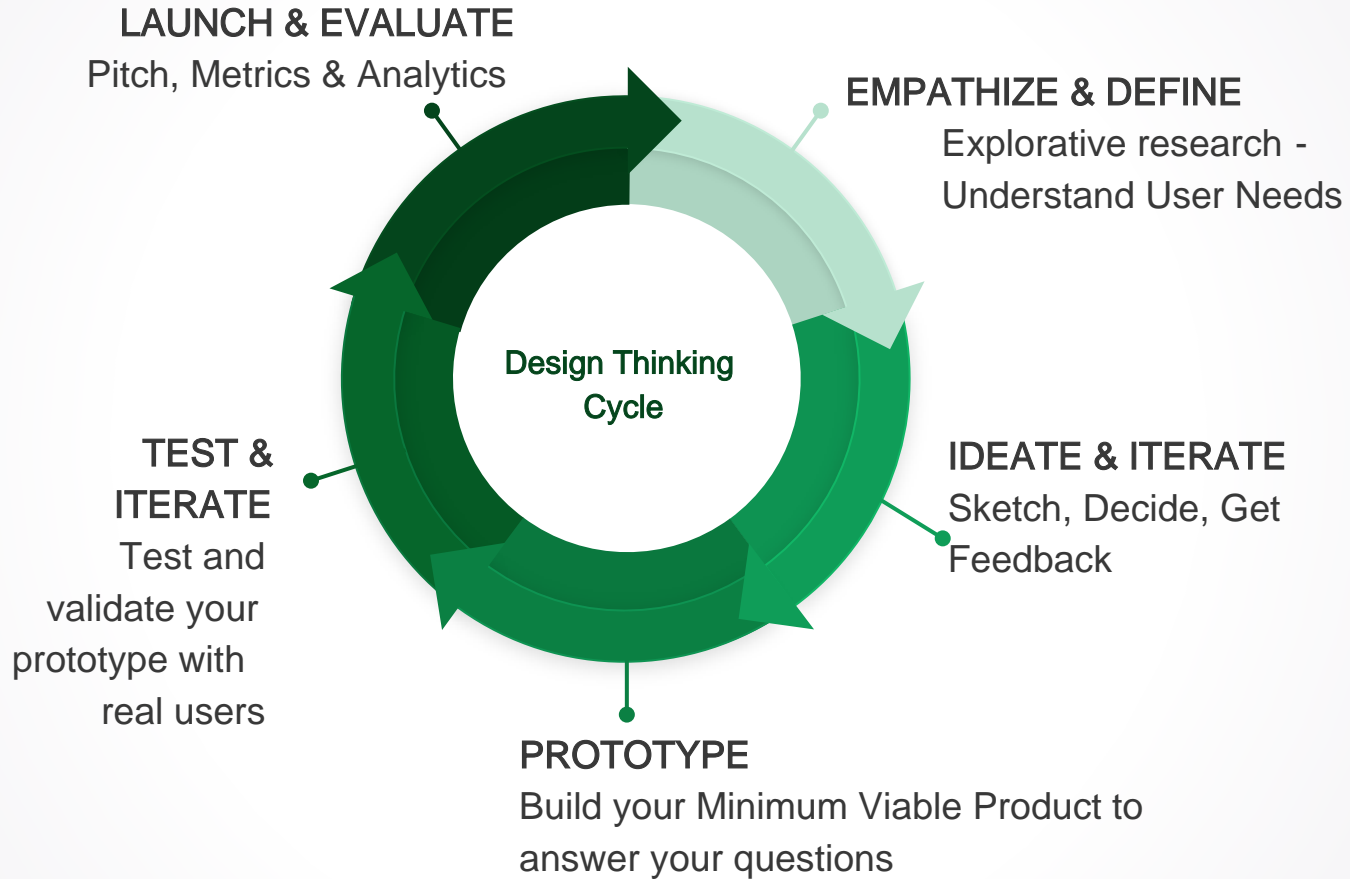 LAUNCH & EVALUATE
Pitch, Metrics & Analytics
EMPATHIZE & DEFINE
Explorative research -
Understand User Needs
Design Thinking
Cycle
IDEATE & ITERATE
Sketch, Decide, Get
Feedback
TEST &
ITERATE
Test and
validate your
prototype with
real users
PROTOTYPE
Build your Minimum Viable Product to
answer your questions